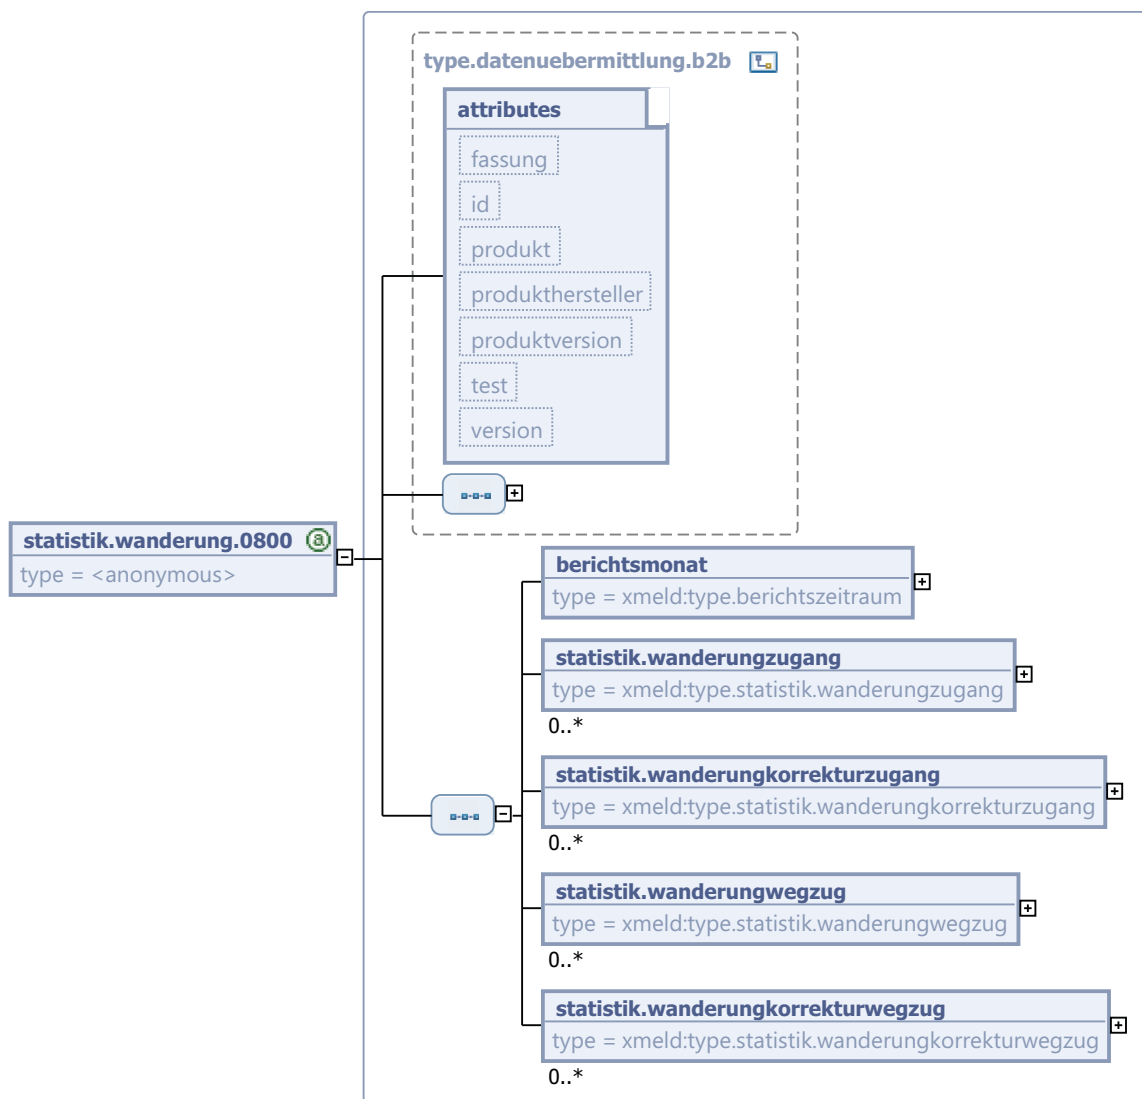 type.datenuebermittlung.b2b
attributes
fassung
id
produkt
produkthersteller
produktversion
test
version
statistik.wanderung.0800
type = <anonymous>
berichtsmonat
type = xmeld:type.berichtszeitraum
statistik.wanderungzugang
type = xmeld:type.statistik.wanderungzugang
0..*
statistik.wanderungkorrekturzugang
type = xmeld:type.statistik.wanderungkorrekturzugang
0..*
statistik.wanderungwegzug
type = xmeld:type.statistik.wanderungwegzug
0..*
statistik.wanderungkorrekturwegzug
type = xmeld:type.statistik.wanderungkorrekturwegzug
0..*